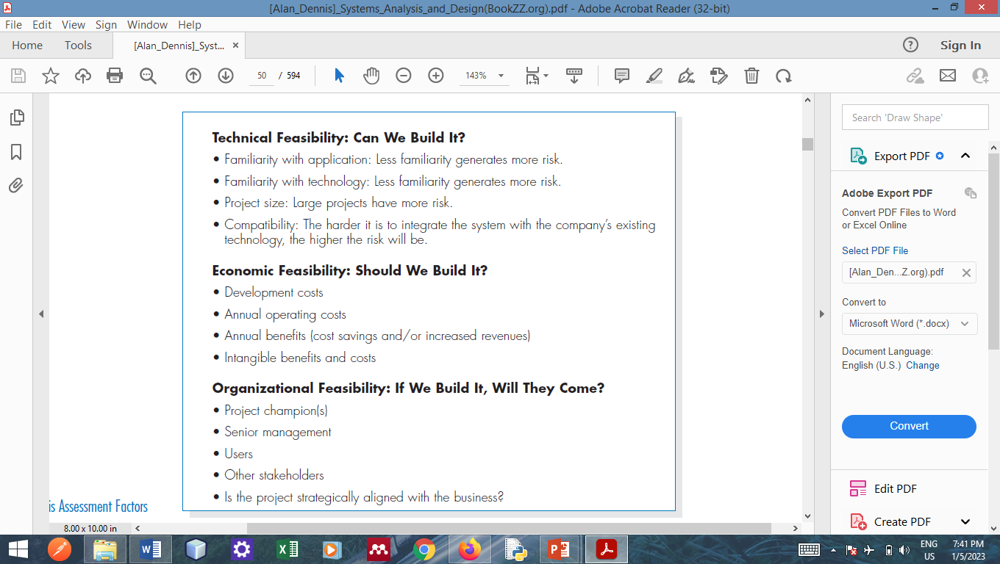 [Alan_Dennis]_Systems_Analysis_and_Design(BookZZ.org).pdf - Adobe Acrobat Reader (32-bit)
File Edit View Sign Window Help
Home Tools [Alan_Dennis]_Syst... × Sign In
50 / 594 143%
Technical Feasibility: Can We Build It?
• Familiarity with application: Less familiarity generates more risk.
• Familiarity with technology: Less familiarity generates more risk.
• Project size: Large projects have more risk.
• Compatibility: The harder it is to integrate the system with the company's existing
technology, the higher the risk will be.
Economic Feasibility: Should We Build It?
• Development costs
• Annual operating costs
• Annual benefits (cost savings and/or increased revenues)
• Intangible benefits and costs
Organizational Feasibility: If We Build It, Will They Come?
• Project champion(s)
• Senior management
• Users
• Other stakeholders
• Is the project strategically aligned with the business?
is Assessment Factors
8.00 x 10.00 in
Search 'Draw Shape'
Export PDF
Adobe Export PDF
Convert PDF Files to Word
or Excel Online
Select PDF File
[Alan_Den...Z.org).pdf
Convert to
Microsoft Word (*.docx)
Document Language:
English (U.S.) Change
Convert
Edit PDF
Create PDF
ENG 7:41 PM
US 1/5/2023